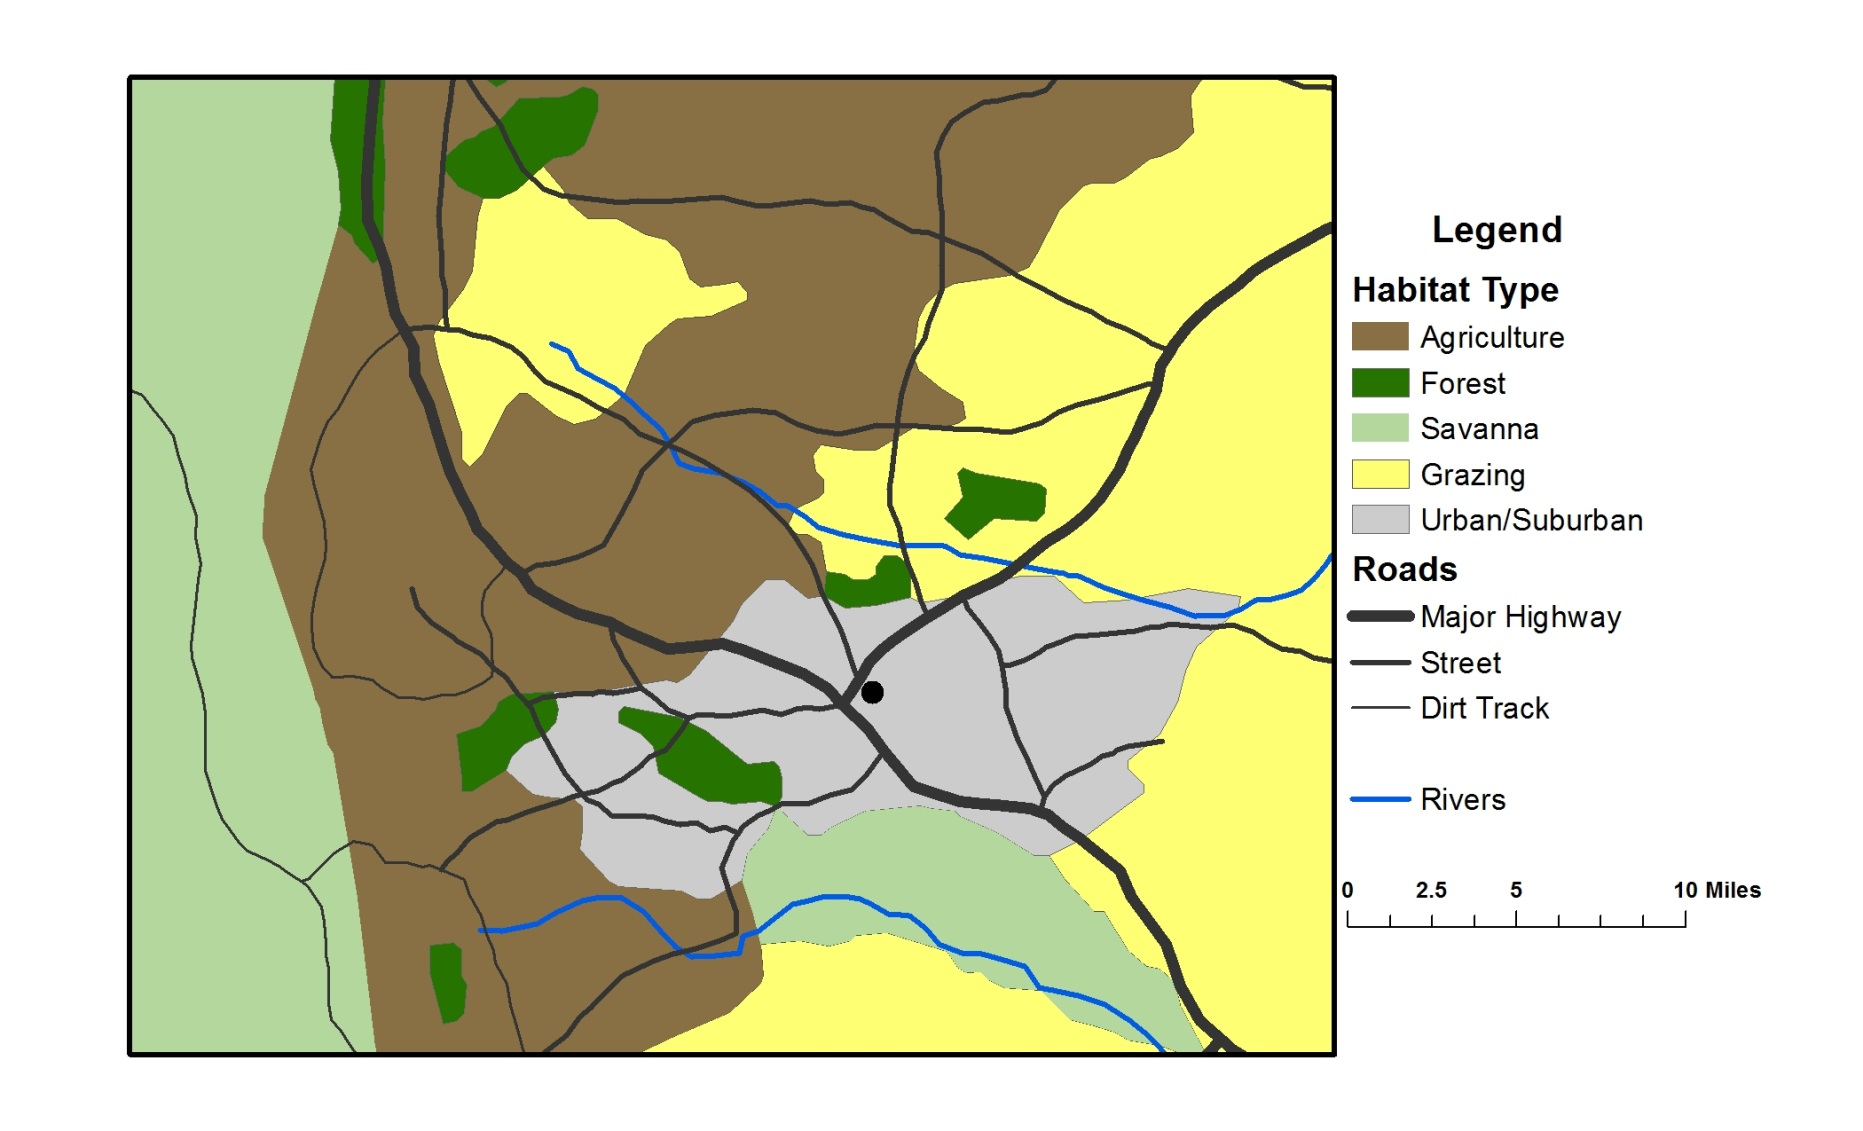 Legend
Habitat Type
Agriculture
Forest
Savanna
Grazing
Urban/Suburban
Roads
Major Highway
Street
Dirt Track
Rivers
0 2.5 5 10 Miles